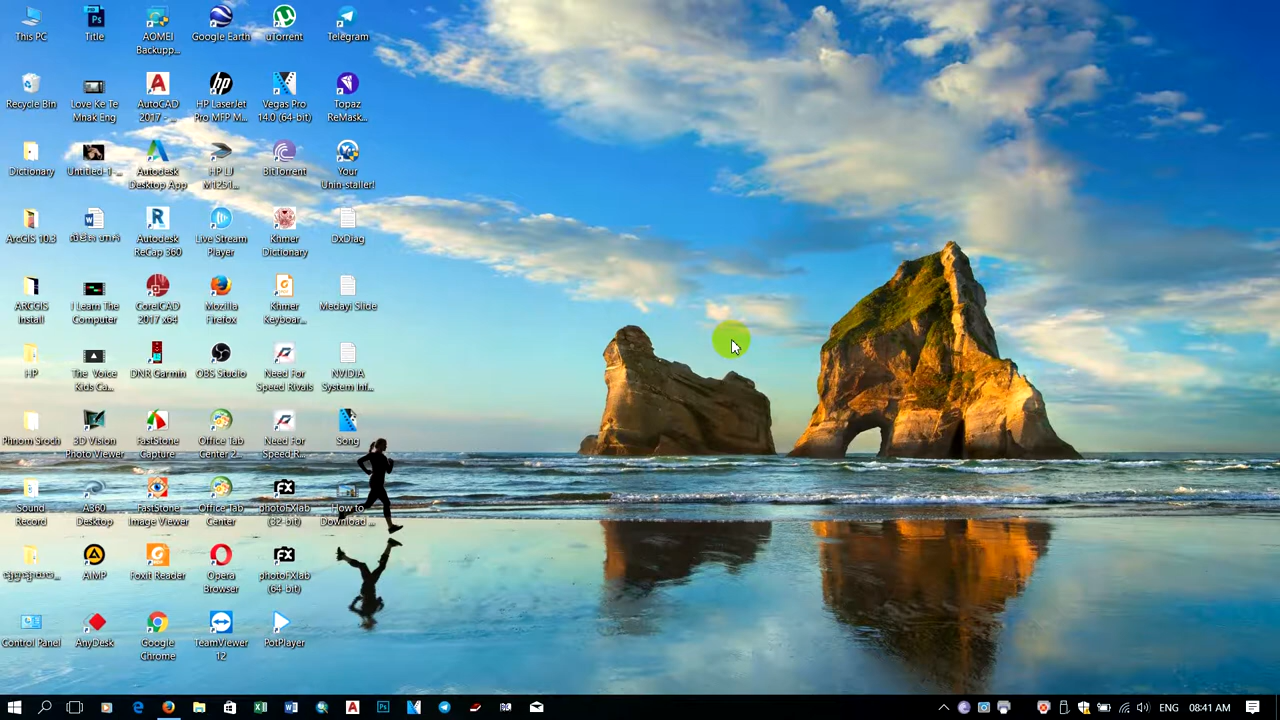 This PC
Title
AOMEI
Backupp...
Google Earth
uTorrent
Telegram
Recycle Bin
Love Ke Te
Mnak Eng
AutoCAD
2017 - ...
HP LaserJet
Pro MFP M...
Vegas Pro
14.0 (64-bit)
Topaz
ReMask...
Dictionary
Untitled-1-...
Autodesk
Desktop App
HP LJ
M1251...
BitTorrent
Your
Unin-staller!
ArcGIS 10.3
Autodesk
ReCap 360
Live Stream
Player
Khmer
Dictionary
DxDiag
ARCGIS
Install
I Learn The
Computer
CorelCAD
2017 x64
Mozilla
Firefox
Khmer
Keyboar...
Medayi Slide
HP
The Voice
Kids Ca...
DNR Garmin
OBS Studio
Need For
Speed Rivals
NVIDIA
System Inf...
Phnom Sroch
3D Vision
Photo Viewer
FastStone
Capture
Office Tab
Center 2...
Need For
Speed R...
Song
Sound
Record
A360
Desktop
FastStone
Image Viewer
Office Tab
Center
photoFXlab
(32-bit)
How to
Download ...
AIMP
Foxit Reader
Opera
Browser
photoFXlab
(64-bit)
Control Panel
AnyDesk
Google
Chrome
TeamViewer
12
PotPlayer
ENG
08:41 AM